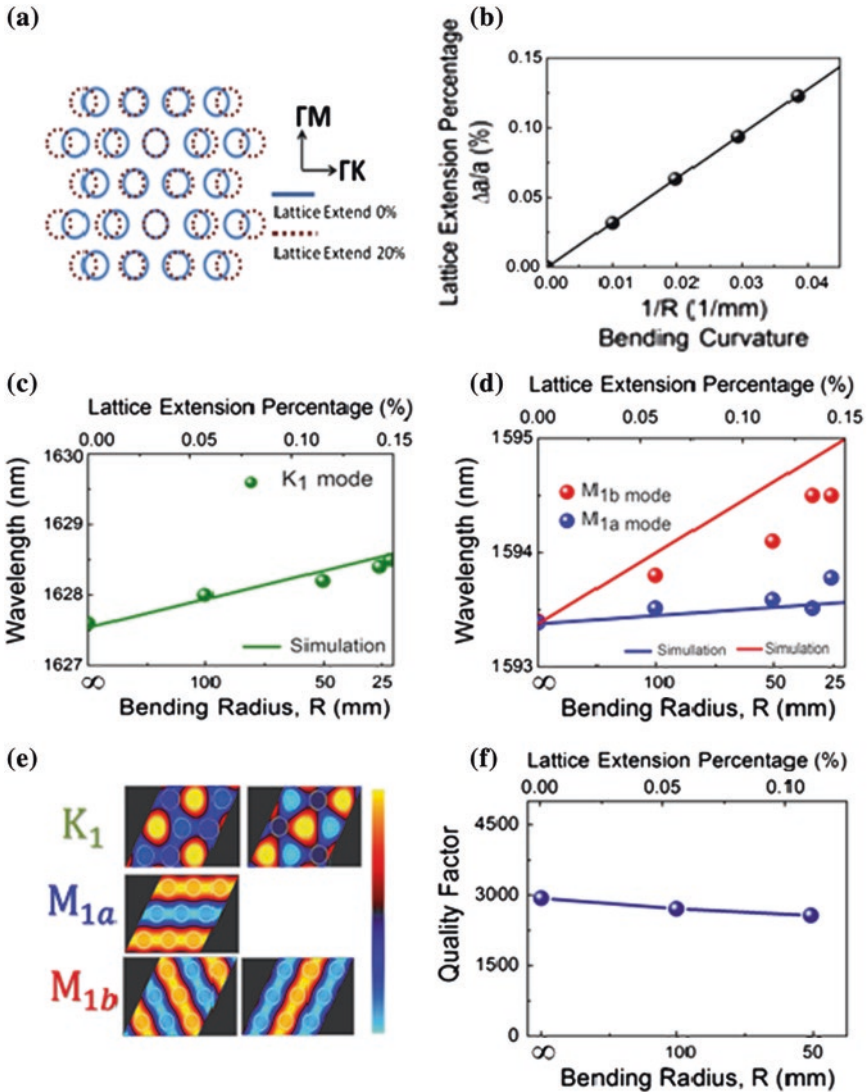 (a)
ΓM
ΓK
Lattice Extend 0%
Lattice Extend 20%
(b)
Lattice Extension Percentage
Δa/a (%)
0.15
0.10
0.05
0.00
0.00 0.01 0.02 0.03 0.04
1/R (1/mm)
Bending Curvature
(c)
Lattice Extension Percentage (%)
0.00 0.05 0.10 0.15
Wavelength (nm)
1630
1629
1628
1627
K1 mode
Simulation
∞ 100 50 25
Bending Radius, R (mm)
(d)
Lattice Extension Percentage (%)
0.00 0.05 0.10 0.15
Wavelength (nm)
1595
1594
1593
M1b mode
M1a mode
Simullation Simullation
∞ 100 50 25
Bending Radius, R (mm)
(e)
K1
M1a
M1b
(f)
Lattice Extension Percentage (%)
0.00 0.05 0.10
Quality Factor
4500
3000
1500
0
∞ 100 50
Bending Radius, R (mm)